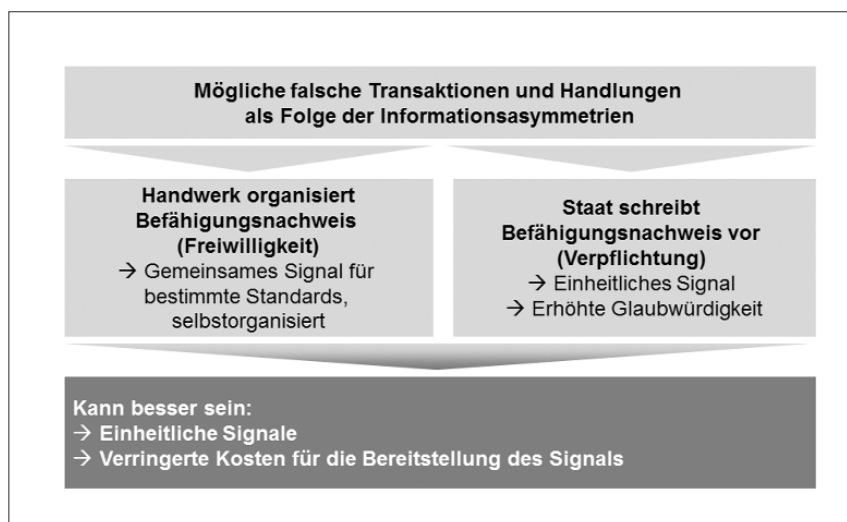 Mögliche falsche Transaktionen und Handlungen
als Folge der Informationsasymmetrien
Handwerk organisiert
Befähigungsnachweis
(Freiwilligkeit)
→ Gemeinsames Signal für
bestimmte Standards,
selbstorganisiert
Staat schreibt
Befähigungsnachweis vor
(Verpflichtung)
→ Einheitliches Signal
→ Erhöhte Glaubwürdigkeit
Kann besser sein:
→ Einheitliche Signale
→ Verringerte Kosten für die Bereitstellung des Signals